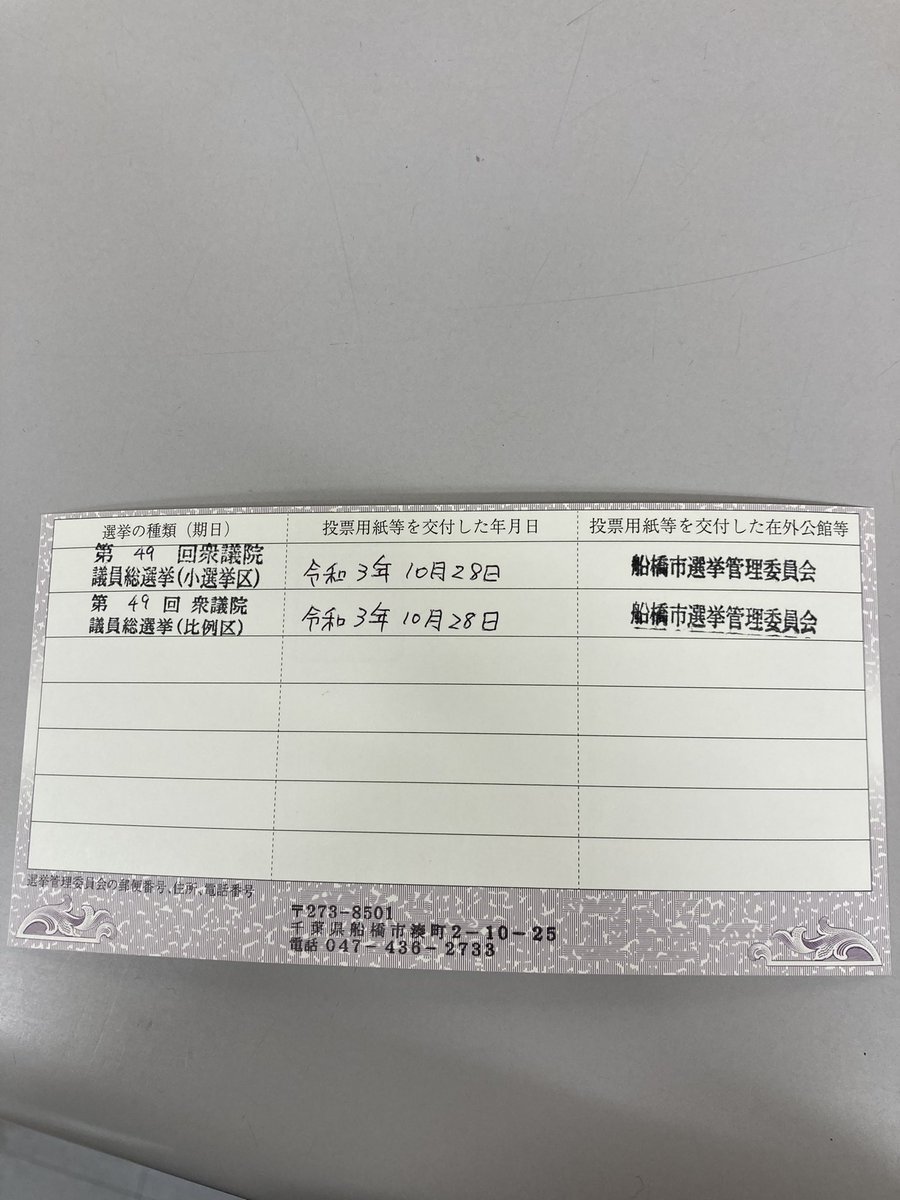 選挙の種類（期日） 投票用紙等を交付した年月日 投票用紙等を交付した在外公館等
第 49 回衆議院
議員総選挙(小選挙区) 令和3年10月28日 船橋市選挙管理委員会
第 49 回 衆議院
議員総選挙(比例区) 令和3年10月28日 船橋市選挙管理委員会
選挙管理委員会の郵便番号、住所、電話番号
〒273-8501
千葉県船橋市湊町2-10-25
電話 047-436-2733